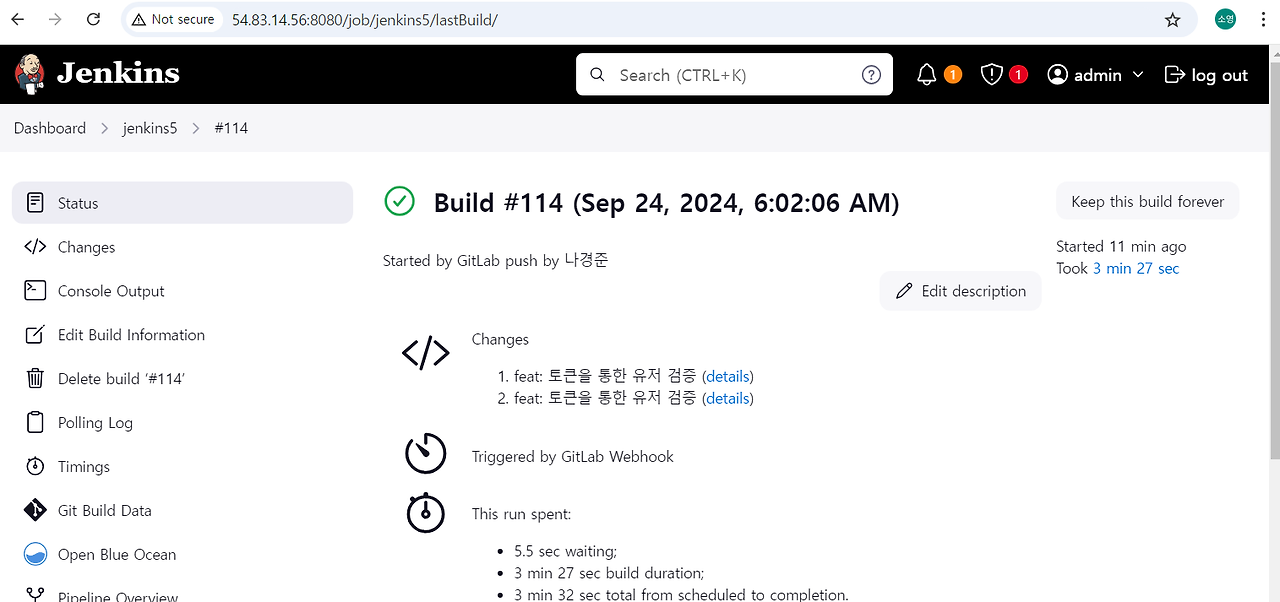 Not secure 54.83.14.56:8080/job/jenkins5/lastBuild/ 소영
Jenkins Search (CTRL+K) ? 1 1 admin log out
Dashboard > jenkins5 > #114
Status
Changes
Console Output
Edit Build Information
Delete build ‘#114’
Polling Log
Timings
Git Build Data
Open Blue Ocean
Pipeline Overview
Build #114 (Sep 24, 2024, 6:02:06 AM)
Keep this build forever
Started 11 min ago
Took 3 min 27 sec
Started by GitLab push by 나경준
Edit description
Changes
1. feat: 토큰을 통한 유저 검증 (details)
2. feat: 토큰을 통한 유저 검증 (details)
Triggered by GitLab Webhook
This run spent:
• 5.5 sec waiting;
• 3 min 27 sec build duration;
• 3 min 32 sec total from scheduled to completion.